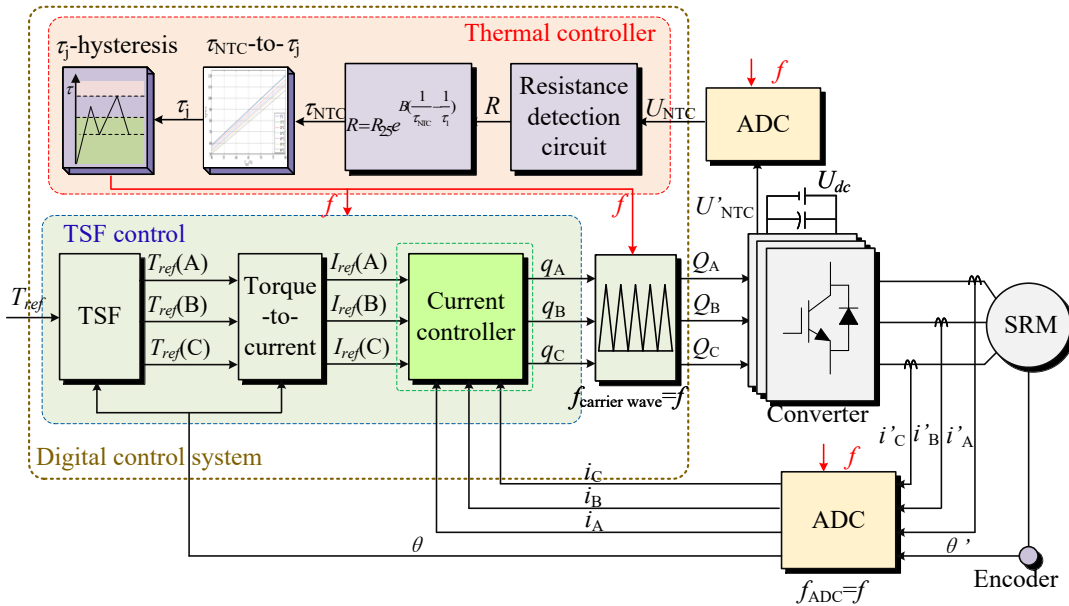 Thermal controller
τj-hysteresis
τNTC-to-τj
τ
τj
τNTC
R=R25e^B(1/τNTC-1/τ1)
R
Resistance
detection
circuit
UNTC
f
ADC
U'NTC
Udc
f
f
TSF control
Tref
TSF
Tref(A)
Tref(B)
Tref(C)
Torque
-to-
current
Iref(A)
Iref(B)
Iref(C)
Current
controller
qA
qB
qC
fcarrier wave=f
QA
QB
QC
Converter
SRM
Digital control system
i'C
i'B
i'A
f
ADC
iC
iB
iA
θ
θ'
fADC=f
Encoder